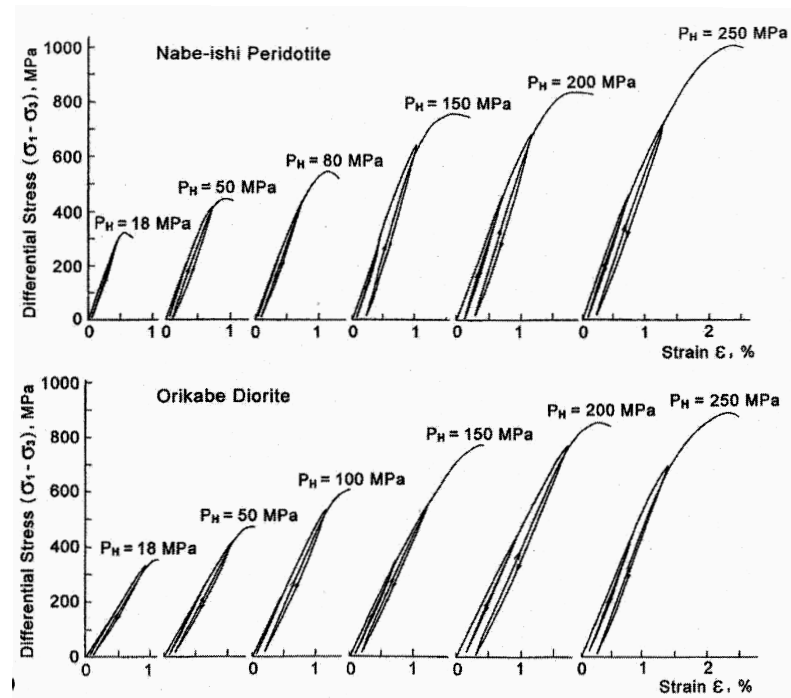 Nabe-ishi Peridotite
Differential Stress (σ₁-σ₃), MPa
1000
800
600
400
200
0
PH = 18 MPa
PH = 50 MPa
PH = 80 MPa
PH = 150 MPa
PH = 200 MPa
PH = 250 MPa
0 1 0 1 0 1 0 1 0 1 0 1 2
Strain ε, %
Orikabe Diorite
Differential Stress (σ₁-σ₃), MPa
1000
800
600
400
200
0
PH = 18 MPa
PH = 50 MPa
PH = 100 MPa
PH = 150 MPa
PH = 200 MPa
PH = 250 MPa
0 1 0 1 0 1 0 1 0 1 0 1 2
Strain ε, %